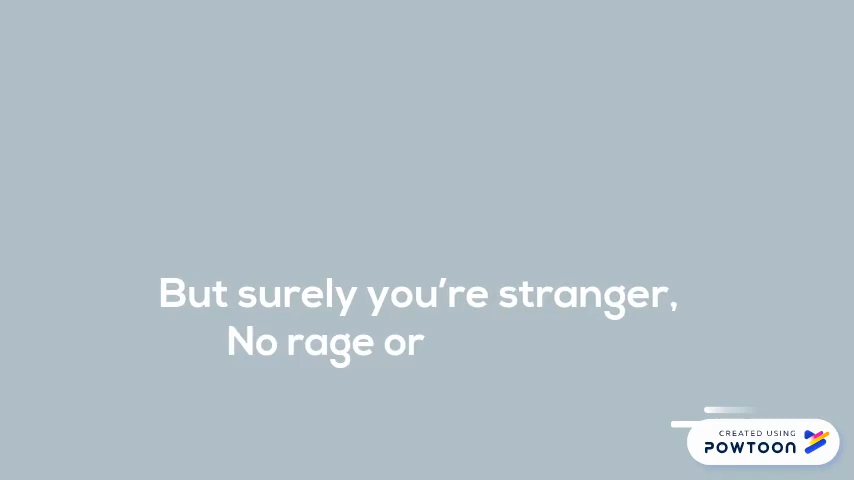 But surely you’re stranger,
No rage or
CREATED USING
POWTOON